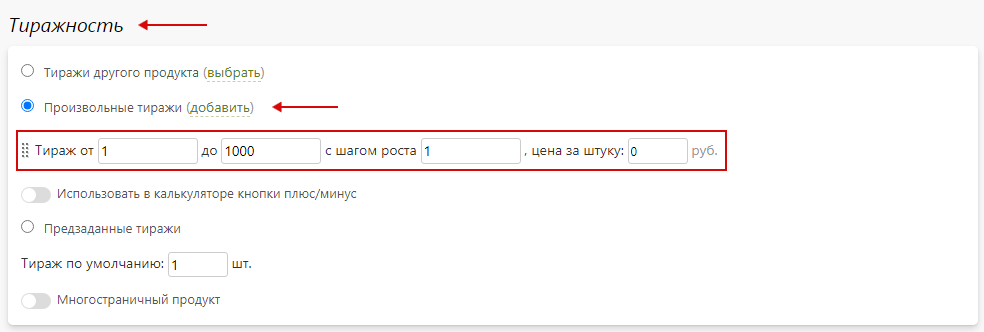 Тиражность
Тиражи другого продукта (выбрать)
Произвольные тиражи (добавить)
Тираж от 1 до 1000 с шагом роста 1 , цена за штуку: 0 руб.
Использовать в калькуляторе кнопки плюс/минус
Предзаданные тиражи
Тираж по умолчанию: 1 шт.
Многостраничный продукт